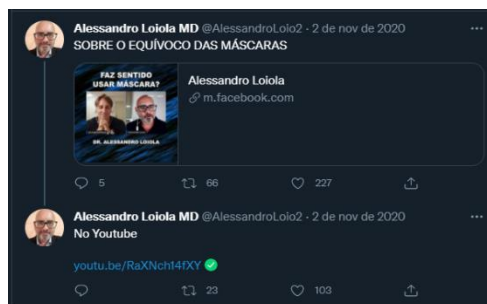 Alessandro Loiola MD @AlessandroLoio2 · 2 de nov de 2020 ...
SOBRE O EQUÍVOCO DAS MÁSCARAS
FAZ SENTIDO
USAR MÁSCARA?
DR. ALESSANDRO LOIOLA
Alessandro Loiola
m.facebook.com
5 66 227
Alessandro Loiola MD @AlessandroLoio2 · 2 de nov de 2020 ...
No Youtube
youtu.be/RaXNch14fXY
23 103